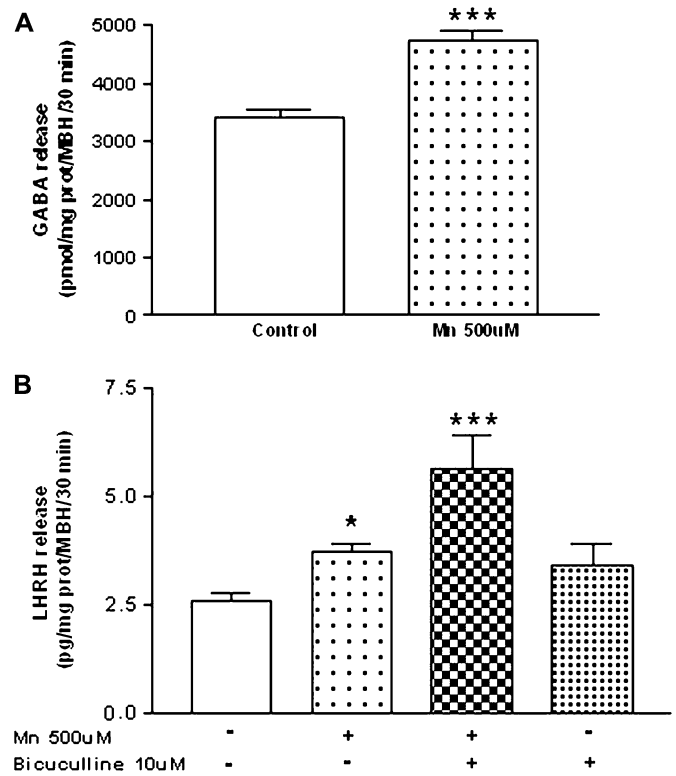 A
GABA release
(pmol/mg prot/MBH/30 min)
5000
4000
3000
2000
1000
0
***
Control
Mn 500uM
B
LHRH release
(pg/mg prot/MBH/30 min)
7.5
5.0
2.5
0.0
*
***
Mn 500uM - + + -
Bicuculline 10uM - - + +